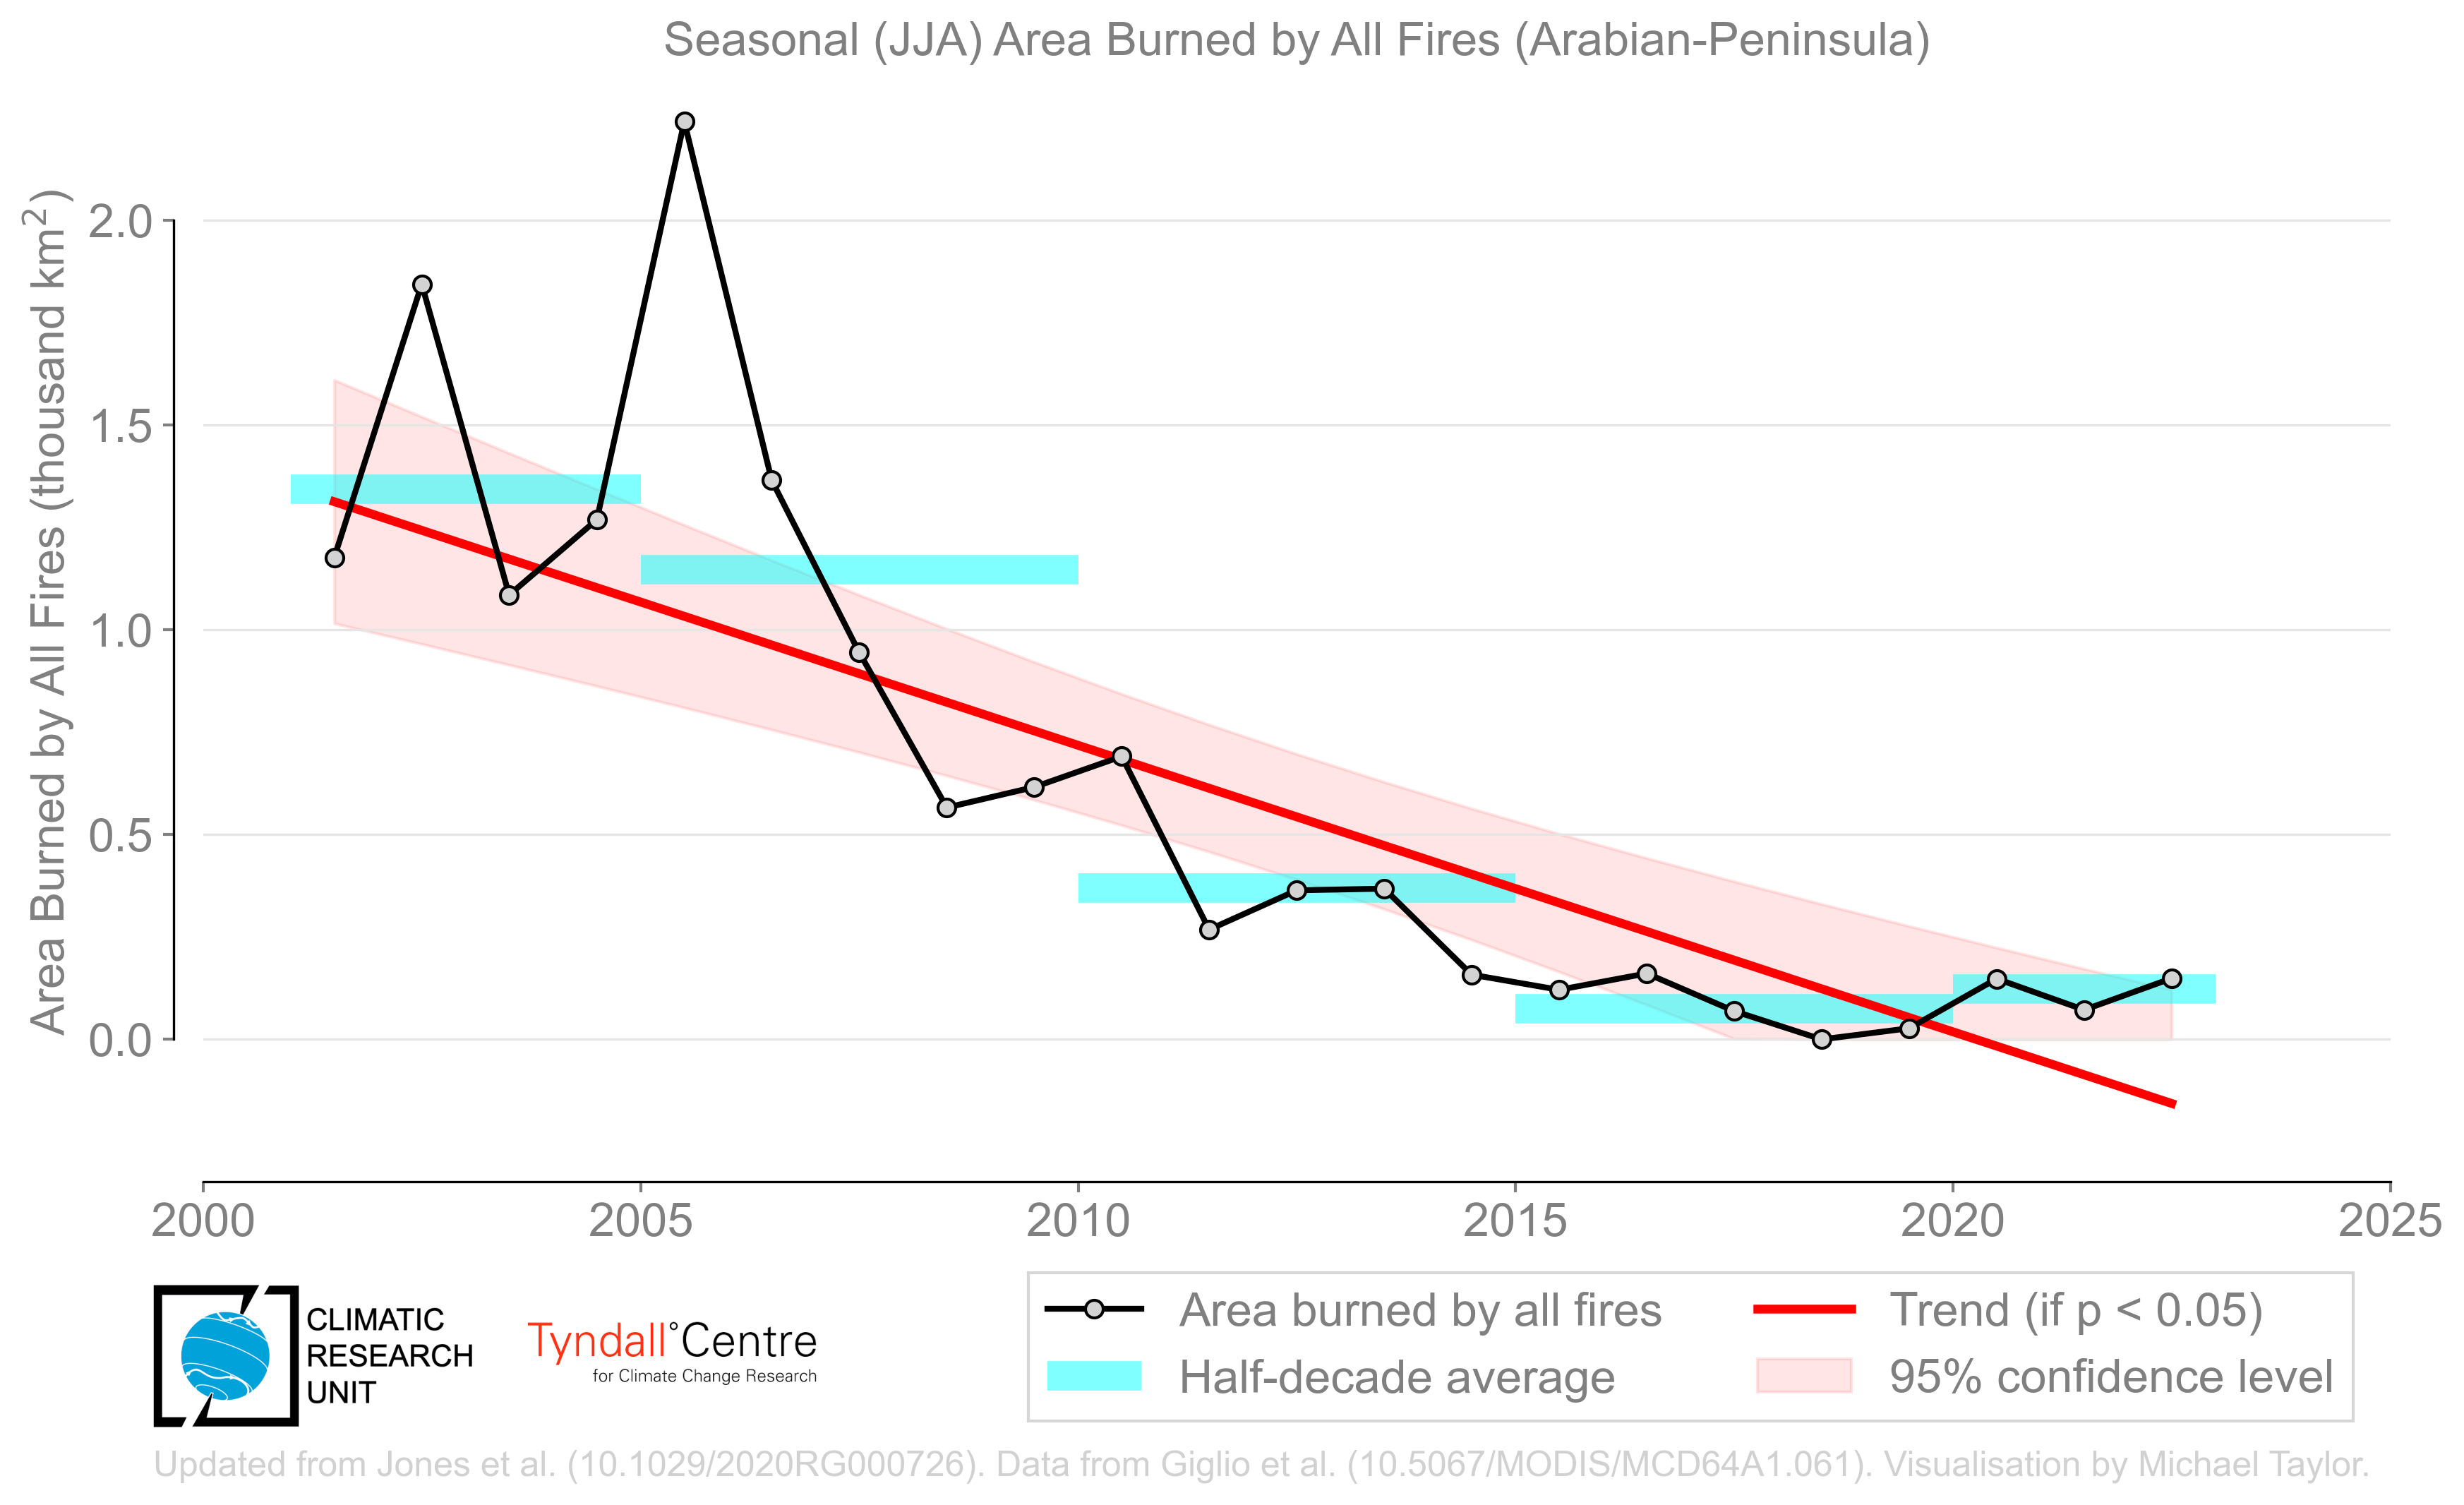 Seasonal (JJA) Area Burned by All Fires (Arabian-Peninsula)
Area Burned by All Fires (thousand km²)
2.0
1.5
1.0
0.5
0.0
2000 2005 2010 2015 2020 2025
Area burned by all fires
Half-decade average
Trend (if p < 0.05)
95% confidence level
CLIMATIC
RESEARCH
UNIT
Tyndall°Centre
for Climate Change Research
Updated from Jones et al. (10.1029/2020RG000726). Data from Giglio et al. (10.5067/MODIS/MCD64A1.061). Visualisation by Michael Taylor.